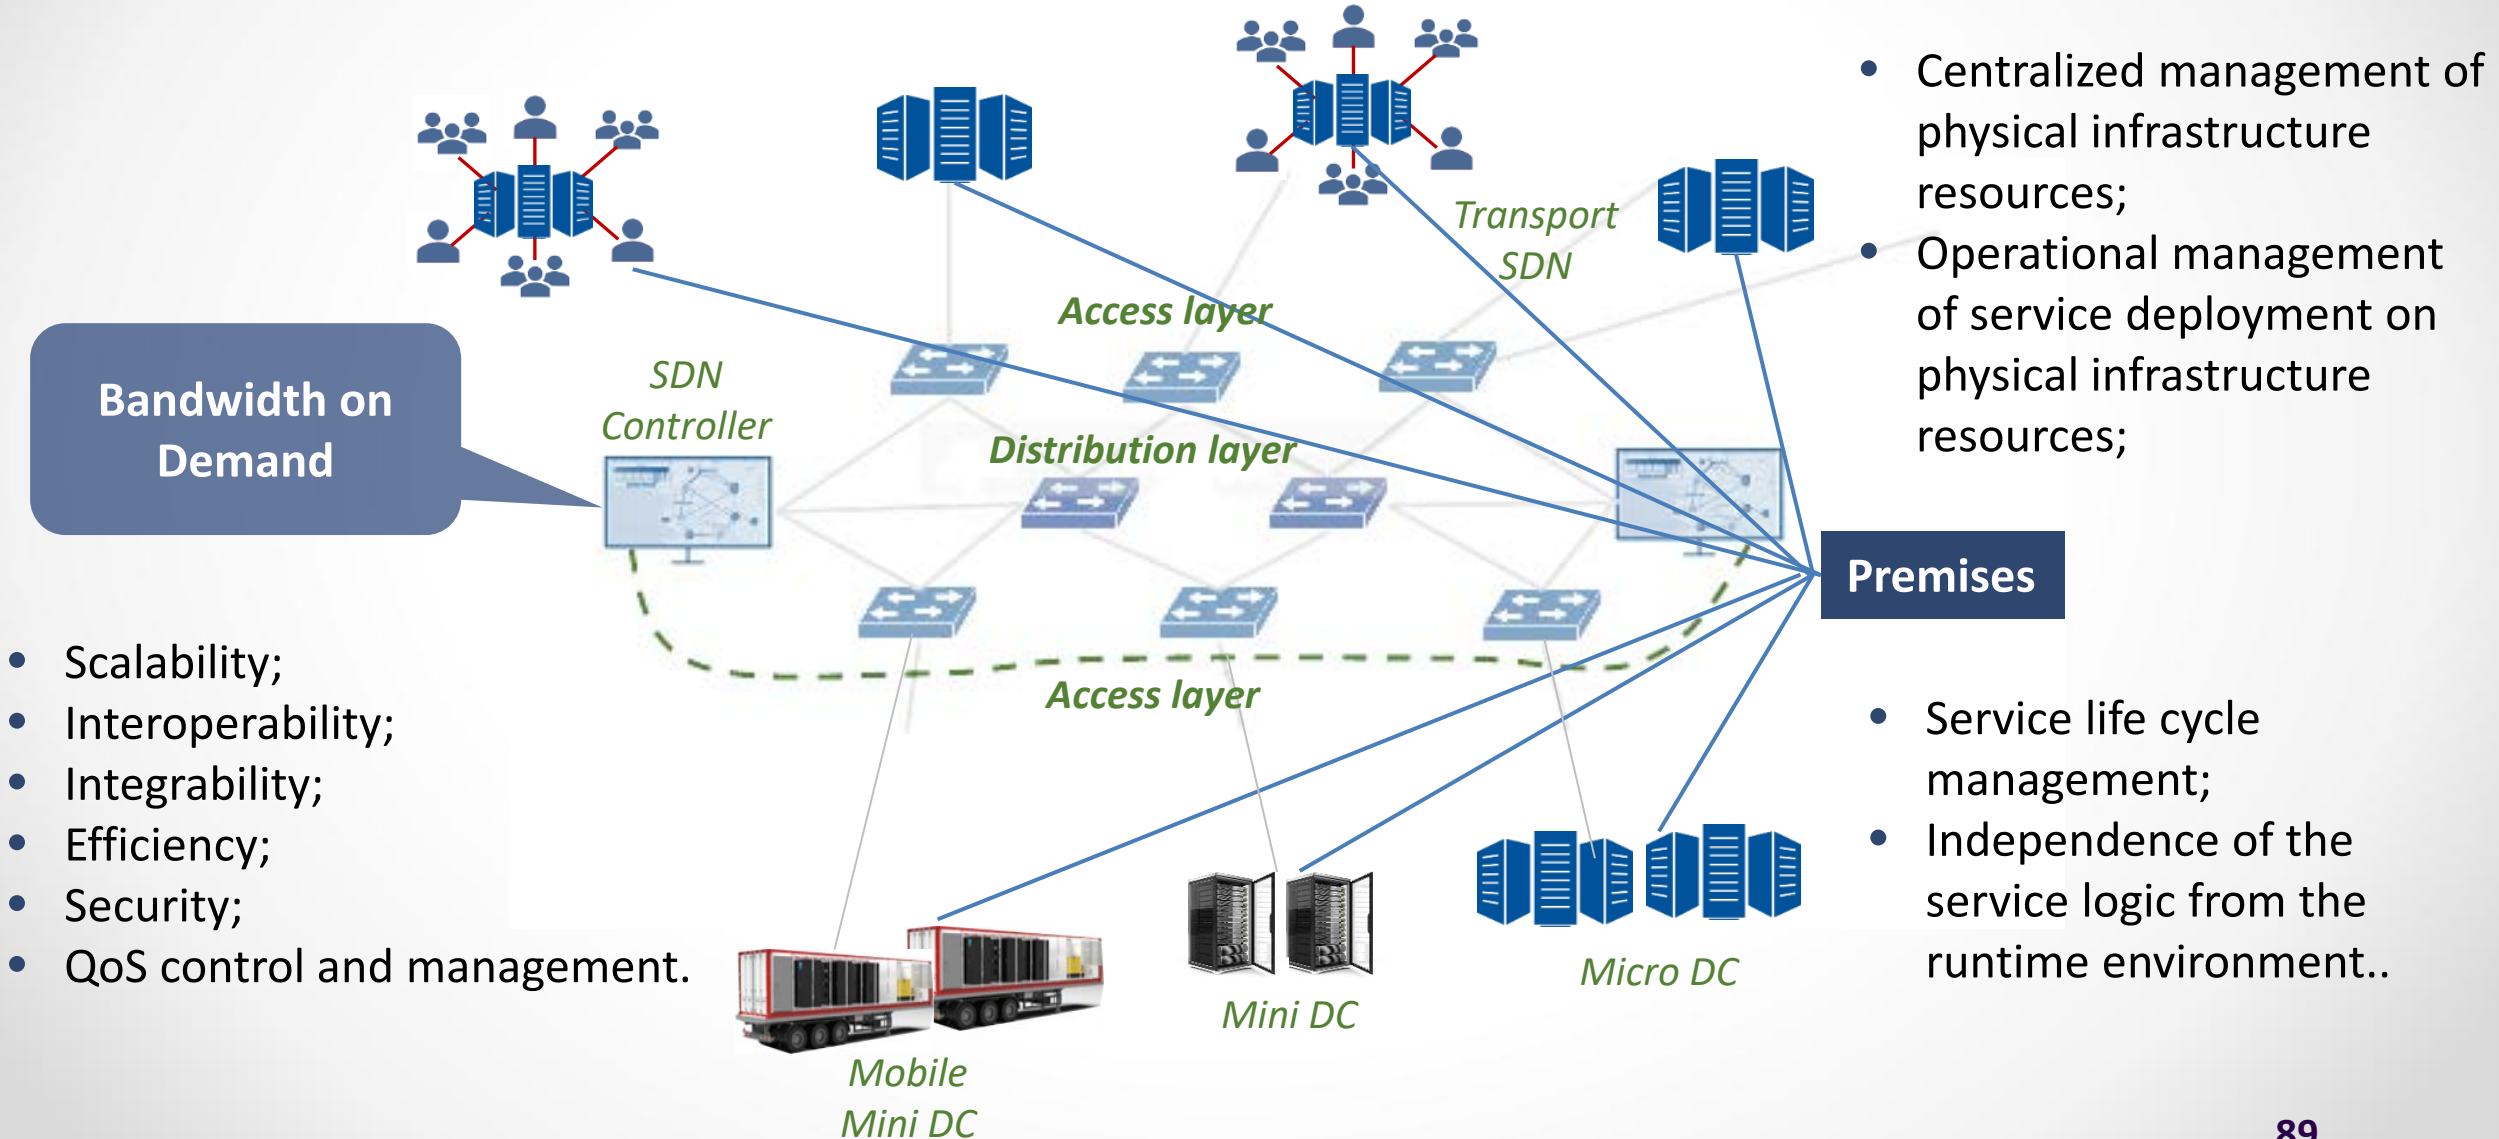 Centralized management of
physical infrastructure
resources;
Operational management
of service deployment on
physical infrastructure
resources;
Transport
SDN
Access layer
SDN
Controller
Bandwidth on
Demand
Distribution layer
Premises
Scalability;
Interoperability;
Integrability;
Efficiency;
Security;
QoS control and management.
Access layer
Service life cycle
management;
Independence of the
service logic from the
runtime environment..
Micro DC
Mini DC
Mobile
Mini DC
89